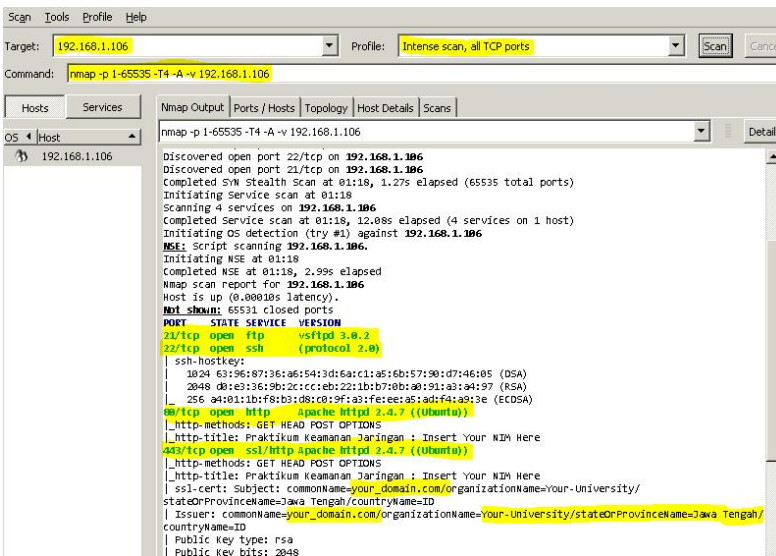 Scan Tools Profile Help
Target: 192.168.1.106 Profile: Intense scan, all TCP ports Scan Cance
Command: nmap -p 1-65535 -T4 -A -v 192.168.1.106
Hosts Services Nmap Output Ports / Hosts Topology Host Details Scans
OS Host nmap -p 1-65535 -T4 -A -v 192.168.1.106 Detail
192.168.1.106
Discovered open port 22/tcp on 192.168.1.106
Discovered open port 21/tcp on 192.168.1.106
Completed SYN Stealth Scan at 01:18, 1.27s elapsed (65535 total ports)
Initiating Service scan at 01:18
Scanning 4 services on 192.168.1.106
Completed Service scan at 01:18, 12.08s elapsed (4 services on 1 host)
Initiating OS detection (try #1) against 192.168.1.106
NSE: Script scanning 192.168.1.106.
Initiating NSE at 01:18
Completed NSE at 01:18, 2.99s elapsed
Nmap scan report for 192.168.1.106
Host is up (0.00010s latency).
Not shown: 65531 closed ports
PORT STATE SERVICE VERSION
21/tcp open ftp vsftpd 3.0.2
22/tcp open ssh (protocol 2.0)
| ssh-hostkey:
| 1024 63:96:87:36:a6:54:3d:6a:c1:a5:6b:57:90:d7:46:05 (DSA)
| 2048 d0:e3:36:9b:2c:cc:eb:22:1b:b7:0b:a0:91:a3:a4:97 (RSA)
|_ 256 a4:01:1b:f8:b3:d8:c0:9f:a3:fe:ee:a5:ad:f4:a9:3e (ECDSA)
80/tcp open http Apache httpd 2.4.7 ((Ubuntu))
|_http-methods: GET HEAD POST OPTIONS
|_http-title: Praktikum Keamanan Jaringan : Insert Your NIM Here
443/tcp open ssl/http Apache httpd 2.4.7 ((Ubuntu))
|_http-methods: GET HEAD POST OPTIONS
|_http-title: Praktikum Keamanan Jaringan : Insert Your NIM Here
| ssl-cert: Subject: commonName=your_domain.com/organizationName=Your-University/
stateOrProvinceName=Jawa Tengah/countryName=ID
| Issuer: commonName=your_domain.com/organizationName=Your-University/stateOrProvinceName=Jawa Tengah/
countryName=ID
| Public Key type: rsa
| Public Key bits: 2048